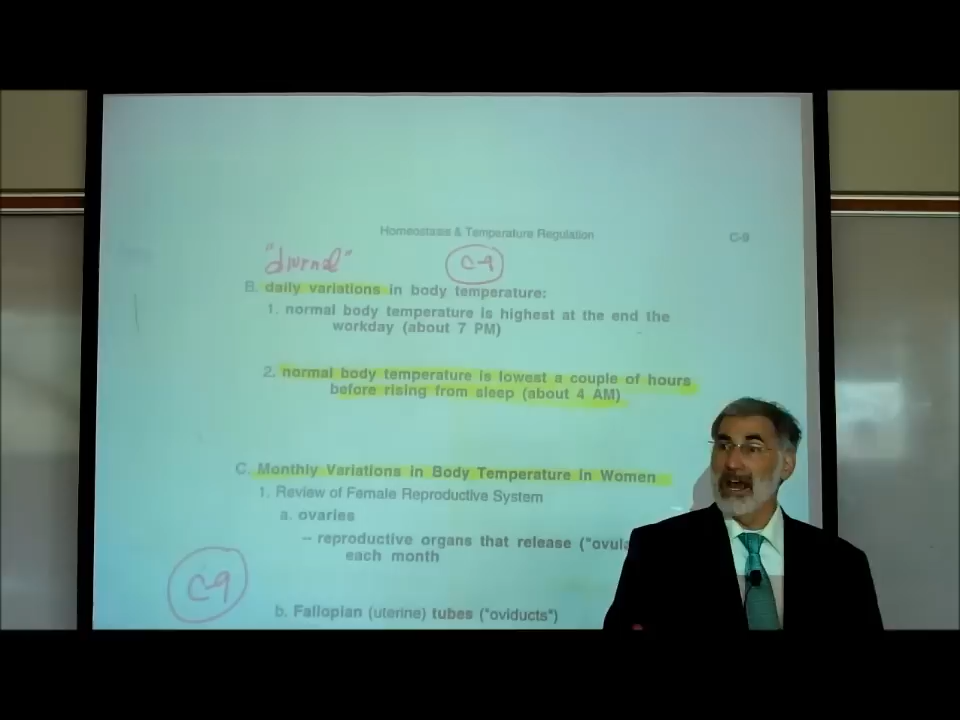 Homeostasis & Temperature Regulation C-9
"diurnal" C-9
B. daily variations in body temperature:
1. normal body temperature is highest at the end the
workday (about 7 PM)
2. normal body temperature is lowest a couple of hours
before rising from sleep (about 4 AM)
C. Monthly Variations in Body Temperature in Women
1. Review of Female Reproductive System
a. ovaries
-- reproductive organs that release ("ovula
each month
C-9
b. Fallopian (uterine) tubes ("oviducts")